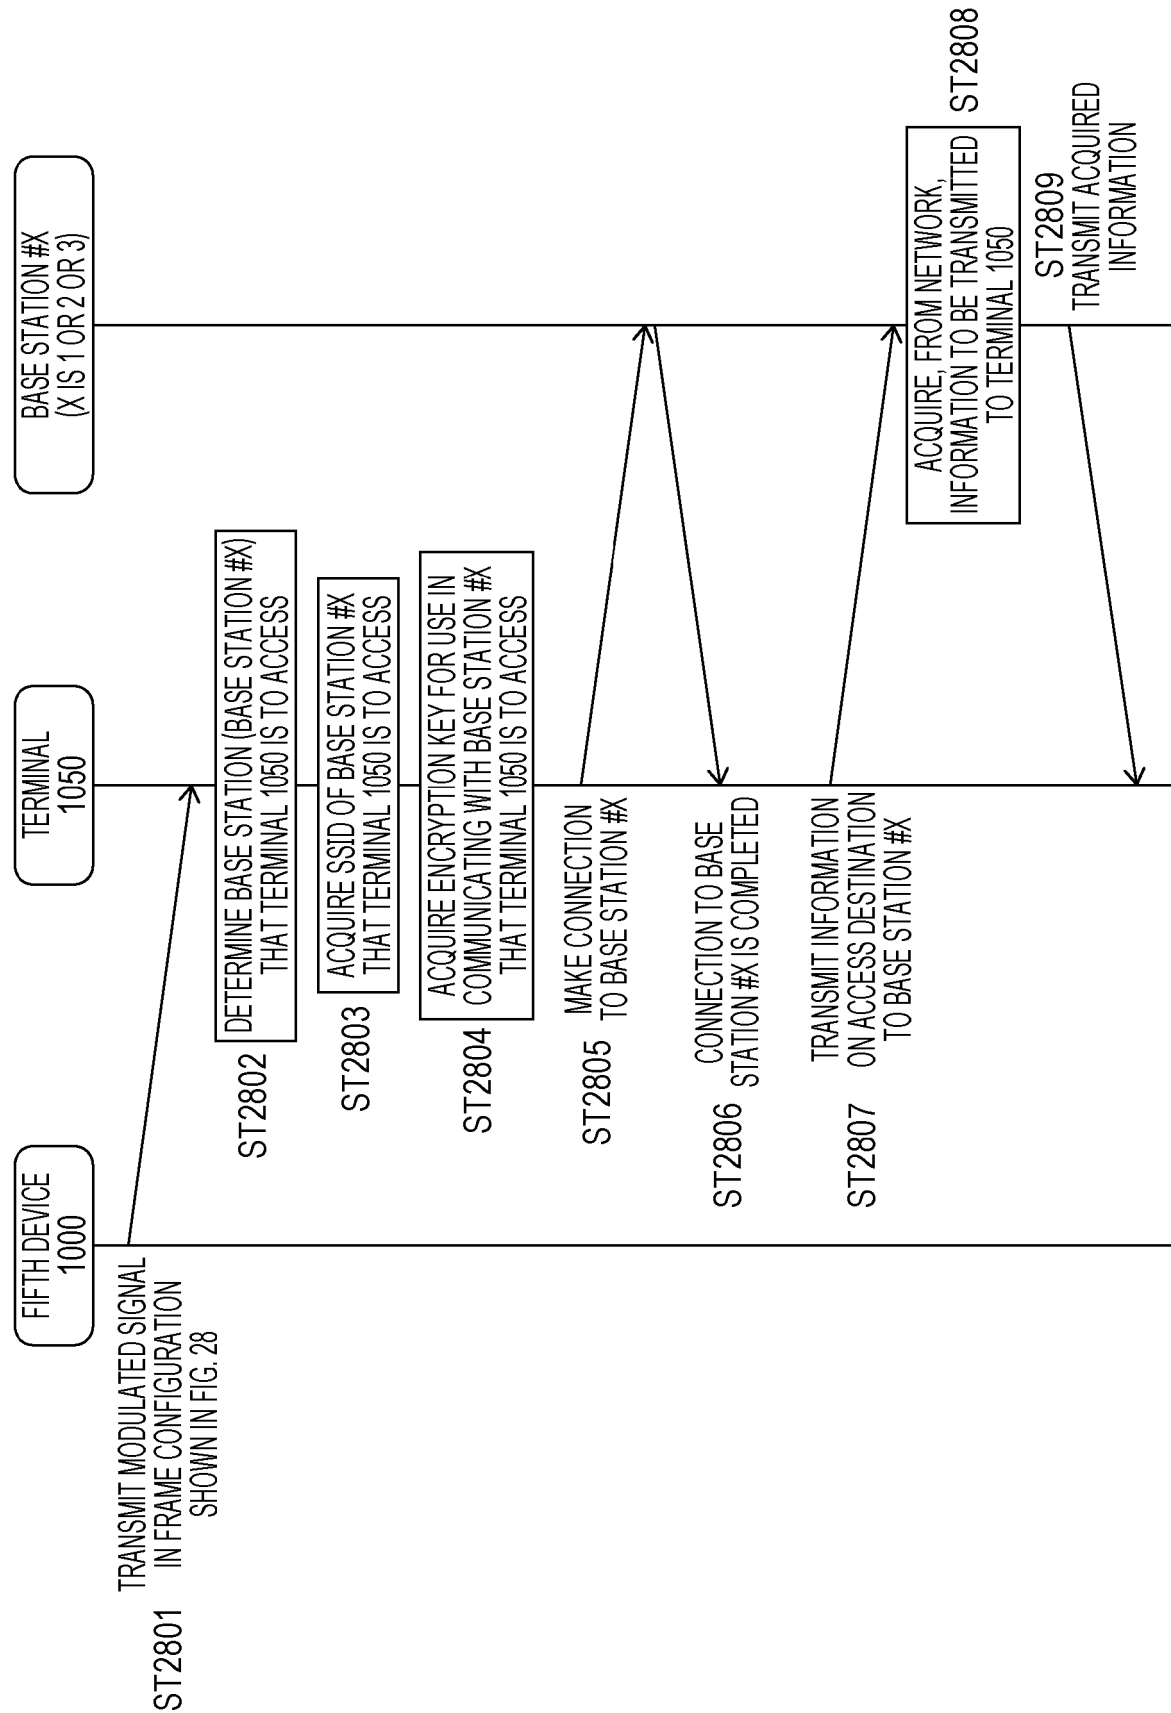 FIFTH DEVICE
1000
TERMINAL
1050
BASE STATION #X
(X IS 1 OR 2 OR 3)
ST2801
TRANSMIT MODULATED SIGNAL
IN FRAME CONFIGURATION
SHOWN IN FIG. 28
ST2802
DETERMINE BASE STATION (BASE STATION #X)
THAT TERMINAL 1050 IS TO ACCESS
ST2803
ACQUIRE SSID OF BASE STATION #X
THAT TERMINAL 1050 IS TO ACCESS
ST2804
ACQUIRE ENCRYPTION KEY FOR USE IN
COMMUNICATING WITH BASE STATION #X
THAT TERMINAL 1050 IS TO ACCESS
ST2805
MAKE CONNECTION
TO BASE STATION #X
ST2806
CONNECTION TO BASE
STATION #X IS COMPLETED
ST2807
TRANSMIT INFORMATION
ON ACCESS DESTINATION
TO BASE STATION #X
ACQUIRE, FROM NETWORK,
INFORMATION TO BE TRANSMITTED
TO TERMINAL 1050
ST2808
ST2809
TRANSMIT ACQUIRED
INFORMATION